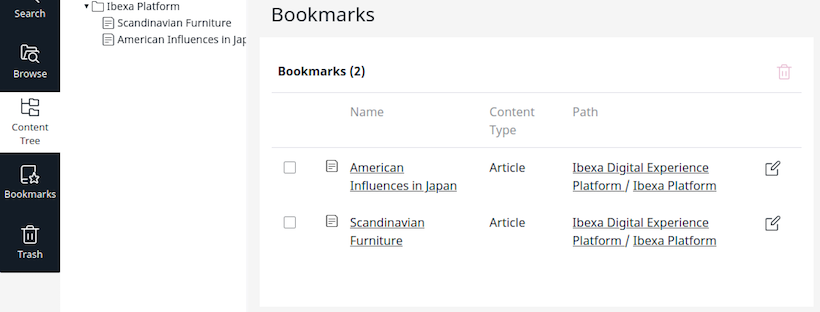 Search
Browse
Content
Tree
Bookmarks
Trash
Ibexa Platform
Scandinavian Furniture
American Influences in Jap
Bookmarks
Bookmarks (2)
Name
Content
Type
Path
American
Influences in Japan
Article
Ibexa Digital Experience
Platform / Ibexa Platform
Scandinavian
Furniture
Article
Ibexa Digital Experience
Platform / Ibexa Platform